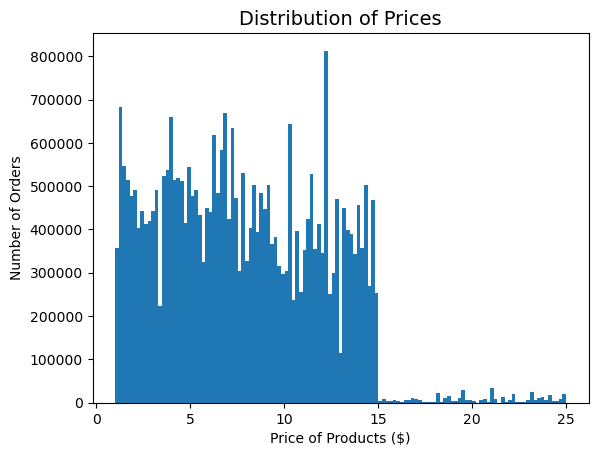 Distribution of Prices
800000
700000
600000
500000
400000
300000
200000
100000
0
Number of Orders
0 5 10 15 20 25
Price of Products ($)